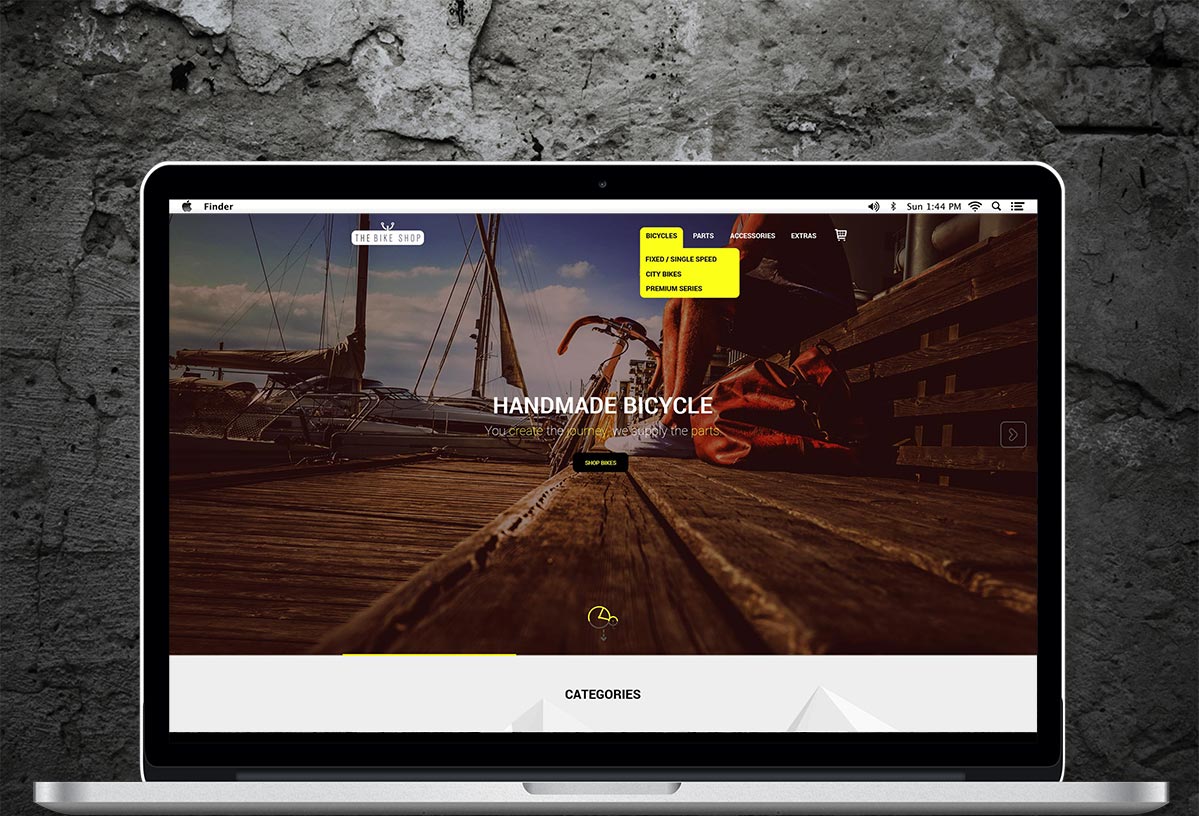 Finder
Sun 1:44 PM
THE BIKE SHOP
BICYCLES
PARTS
ACCESSORIES
EXTRAS
FIXED / SINGLE SPEED
CITY BIKES
PREMIUM SERIES
HANDMADE BICYCLE
You create the journey, we supply the parts.
SHOP BIKES
CATEGORIES